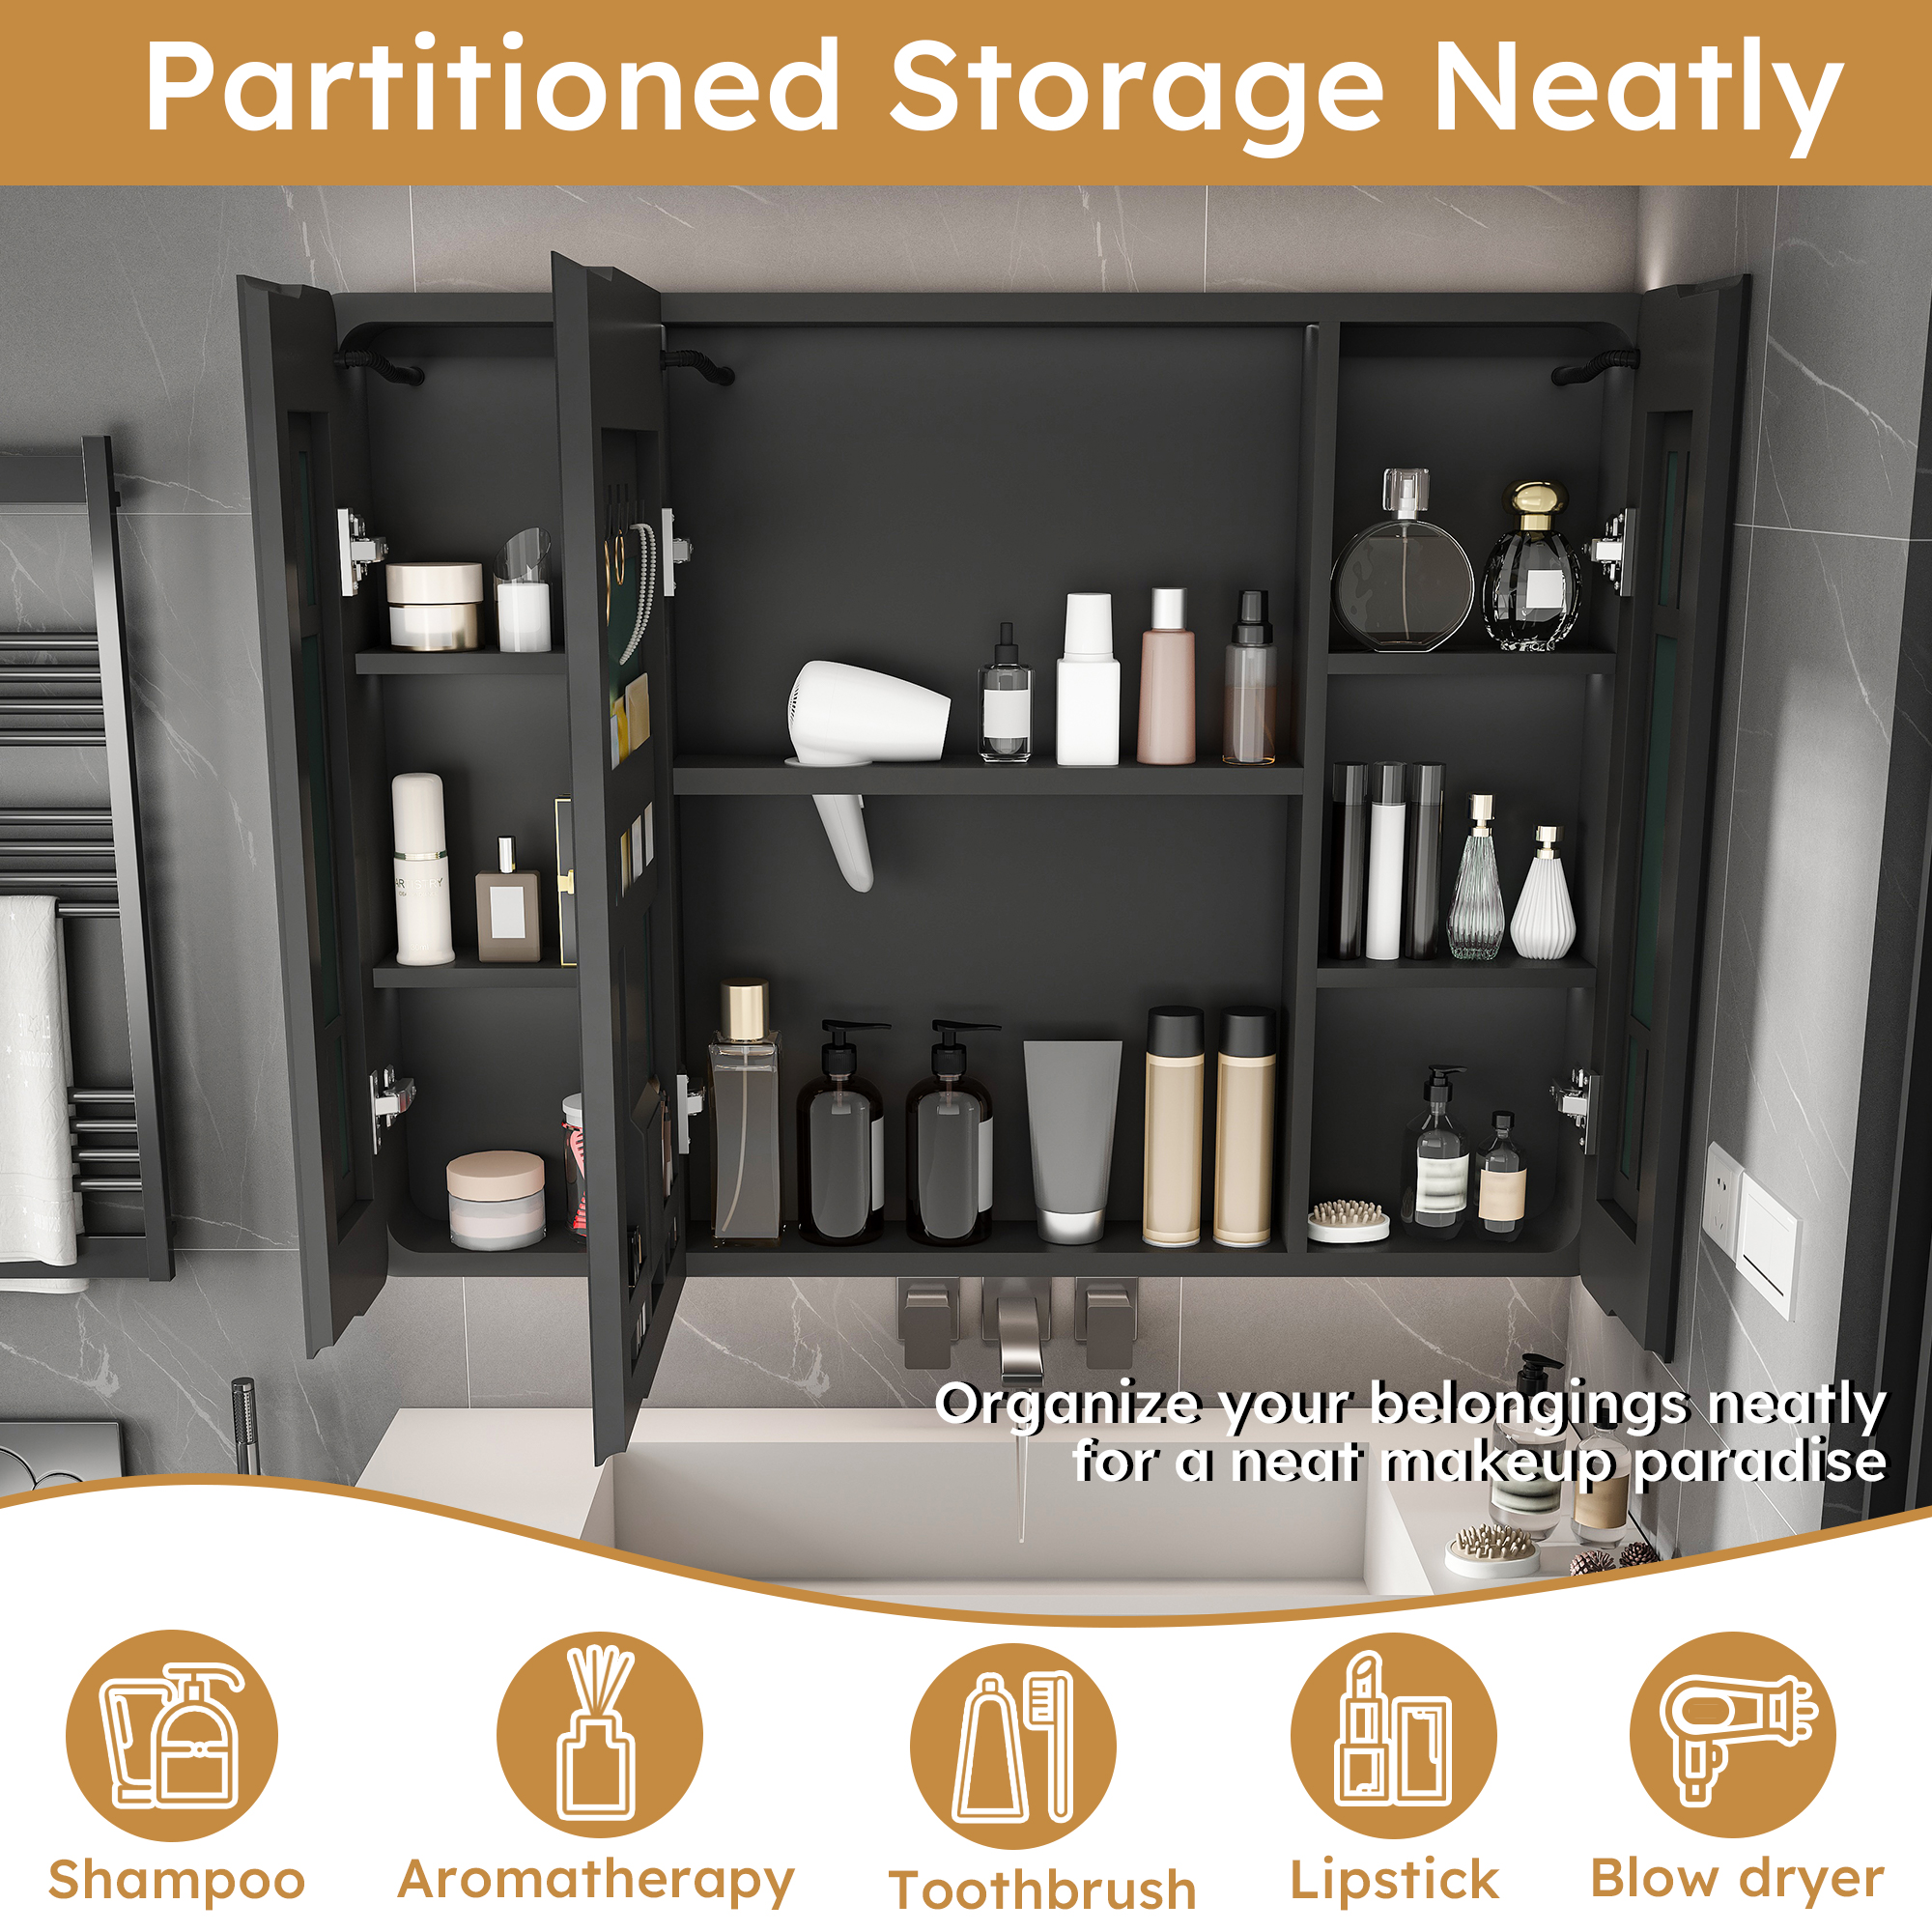 Partitioned Storage Neatly
Organize your belongings neatly
for a neat makeup paradise
Shampoo
Aromatherapy
Toothbrush
Lipstick
Blow dryer